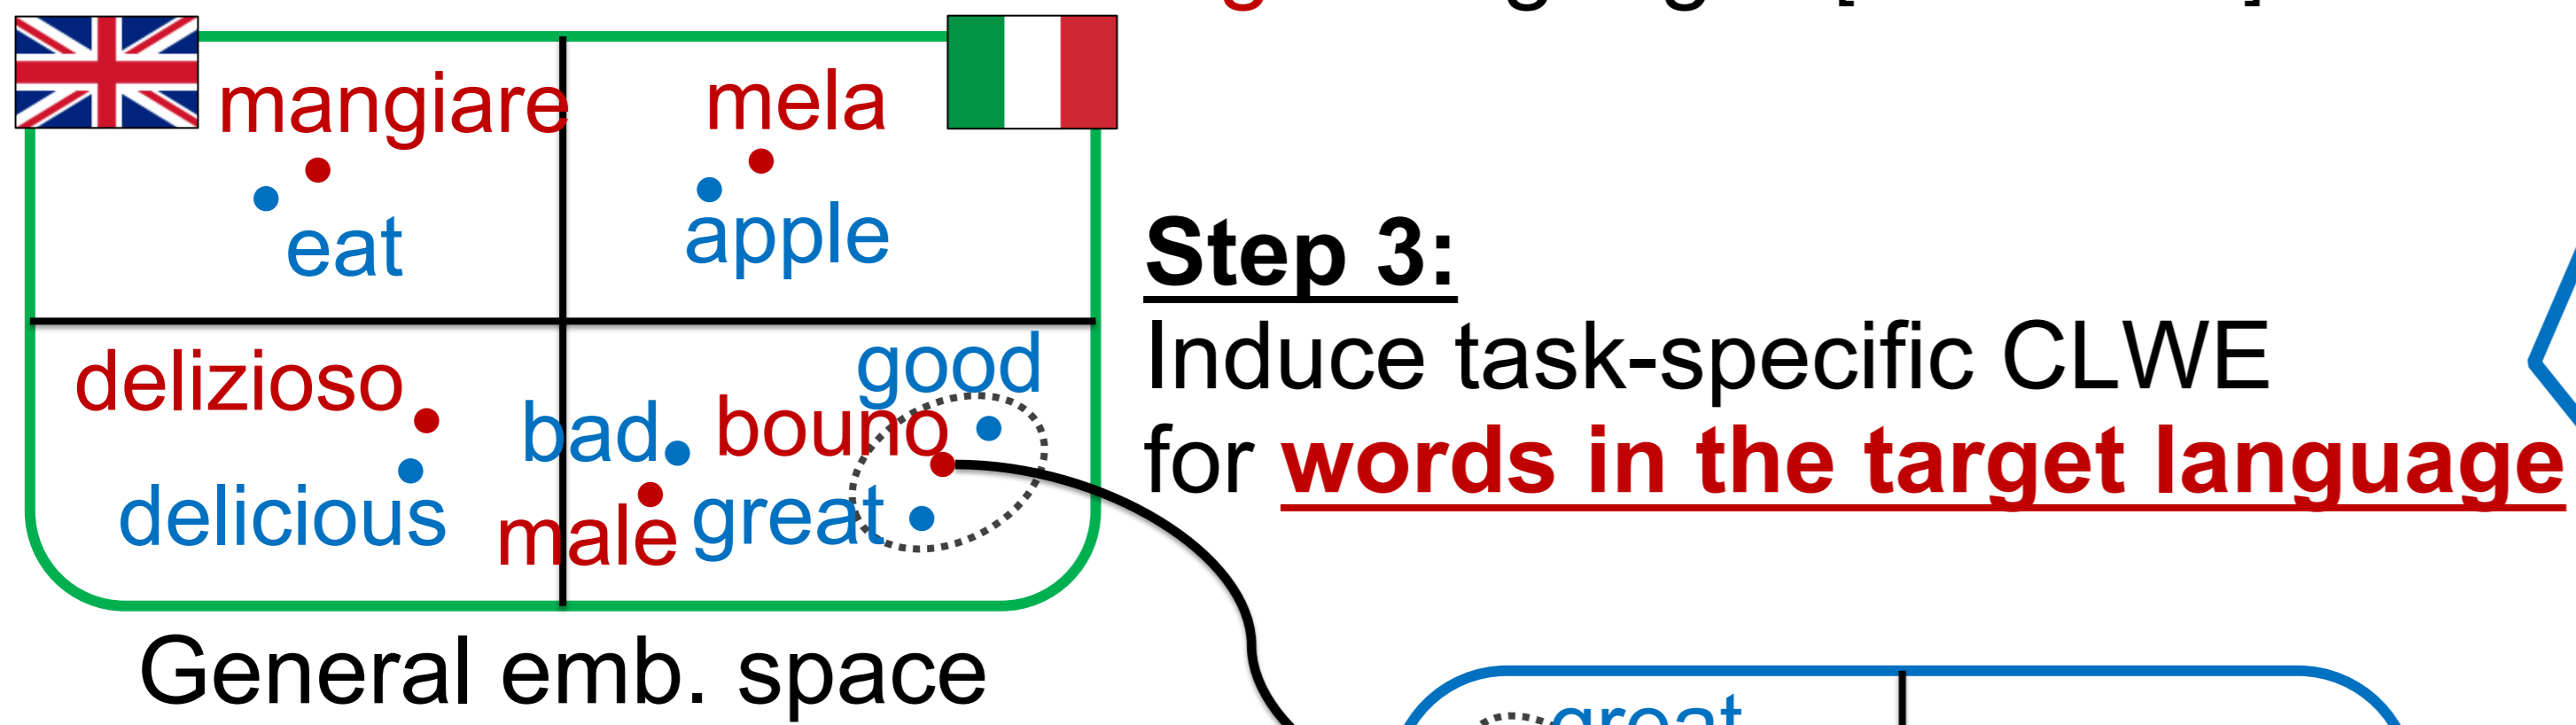 mangiare
mela
eat
apple
delizioso
delicious
bad
male
good
bouno
great
General emb. space
Step 3:
Induce task-specific CLWE
for words in the target language
great